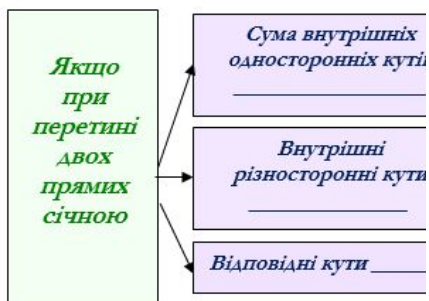 Якщо
при
перетині
двох
прямих
січною
Сума внутрішніх
односторонніх кутів
Внутрішні
різносторонні кути
Відповідні кути